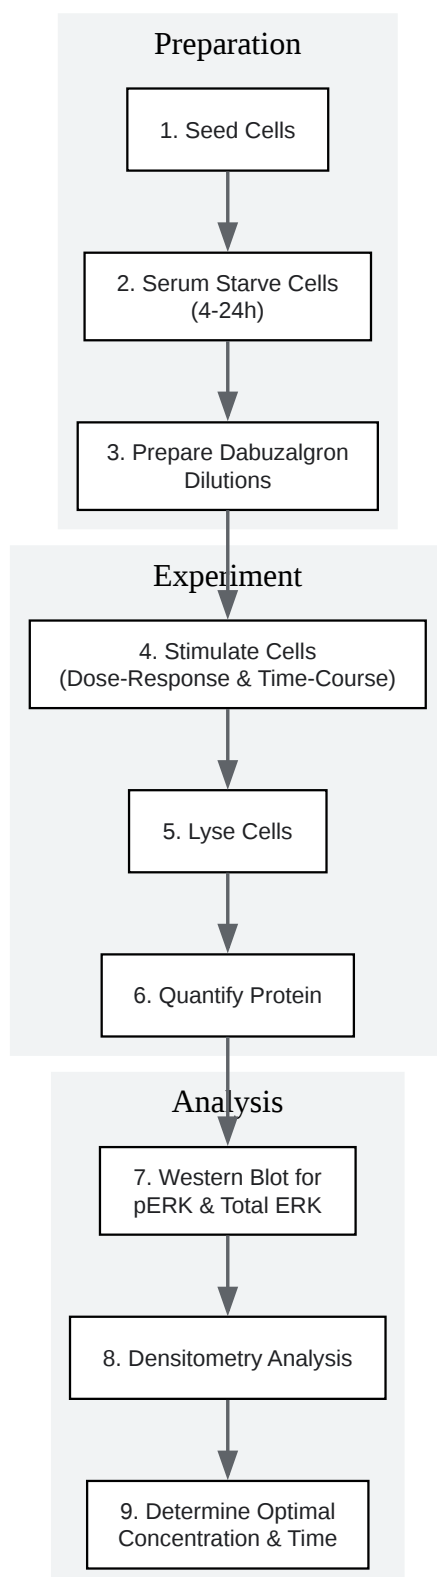 Preparation
1. Seed Cells
2. Serum Starve Cells
(4-24h)
3. Prepare Dabuzalgron
Dilutions
Experiment
4. Stimulate Cells
(Dose-Response & Time-Course)
5. Lyse Cells
6. Quantify Protein
Analysis
7. Western Blot for
pERK & Total ERK
8. Densitometry Analysis
9. Determine Optimal
Concentration & Time